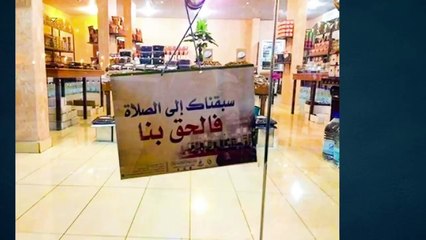 سبقناك إلى الصلاة
فالحق بنا